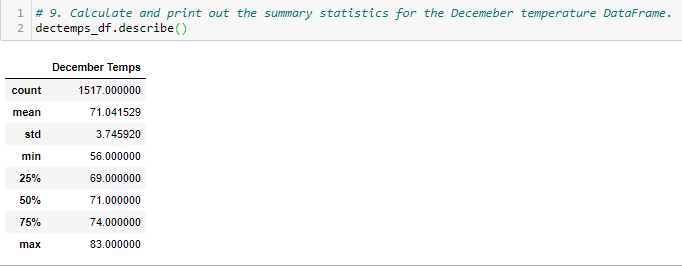 1 # 9. Calculate and print out the summary statistics for the Decemeber temperature DataFrame.
2 dectemps_df.describe()
December Temps
count 1517.000000
mean 71.041529
std 3.745920
min 56.000000
25% 69.000000
50% 71.000000
75% 74.000000
max 83.000000